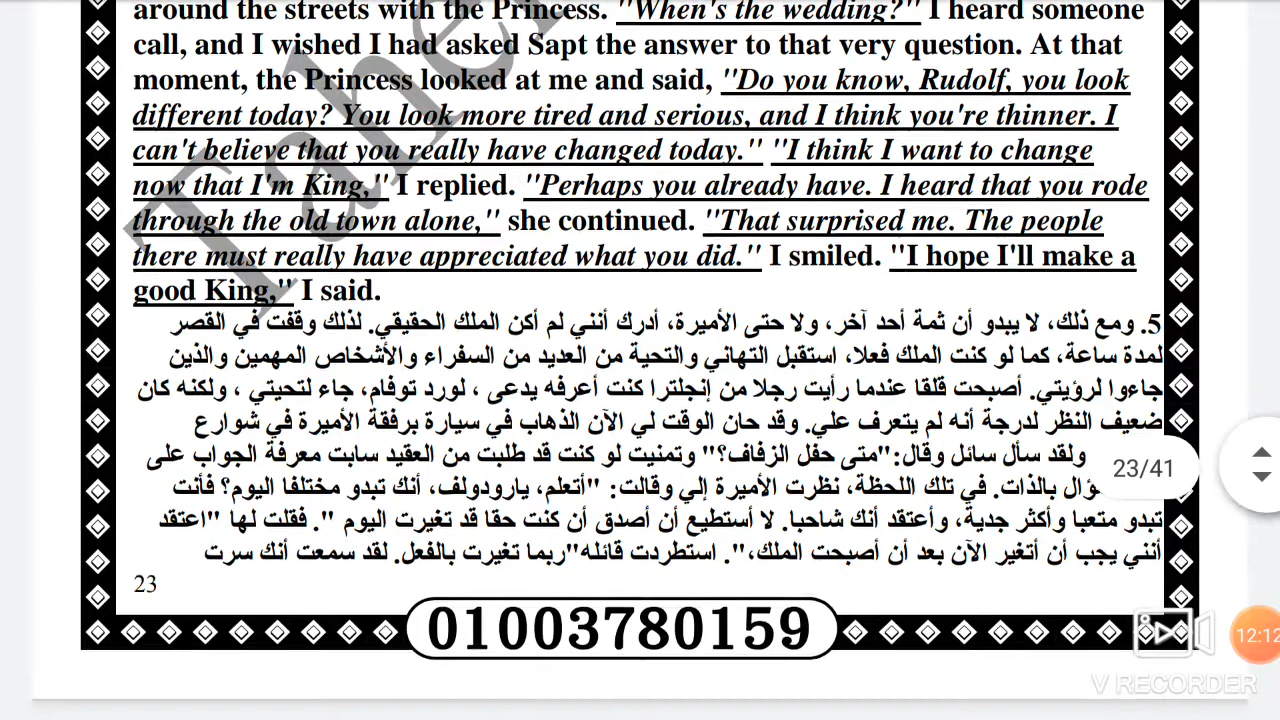 around the streets with the Princess. "When's the wedding?" I heard someone
call, and I wished I had asked Sapt the answer to that very question. At that
moment, the Princess looked at me and said, "Do you know, Rudolf, you look
different today? You look more tired and serious, and I think you're thinner. I
can't believe that you really have changed today." "I think I want to change
now that I'm King," I replied. "Perhaps you already have. I heard that you rode
through the old town alone," she continued. "That surprised me. The people
there must really have appreciated what you did." I smiled. "I hope I'll make a
good King," I said.
5. ومع ذلك، لا يبدو أن ثمة أحد آخر، ولا حتى الأميرة، أدرك أنني لم أكن الملك الحقيقي. لذلك وقفت في القصر
لمدة ساعة، كما لو كنت الملك فعلا، استقبل التهاني والتحية من العديد من السفراء والأشخاص المهمين والذين
جاءوا لرؤيتي. أصبحت قلقا عندما رأيت رجلا من إنجلترا كنت أعرفه يدعى ، لورد توفام، جاء لتحيتي ، ولكنه كان
ضعيف النظر لدرجة أنه لم يتعرف علي. وقد حان الوقت لي الآن الذهاب في سيارة برفقة الأميرة في شوارع
ولقد سأل سائل وقال:"متى حفل الزفاف؟" وتمنيت لو كنت قد طلبت من العقيد سابت معرفة الجواب على
ؤال بالذات. في تلك اللحظة، نظرت الأميرة إلي وقالت: "أتعلم، يارودولف، أنك تبدو مختلفا اليوم؟ فأنت
تبدو متعبا وأكثر جدية، وأعتقد أنك شاحبا. لا أستطيع أن أصدق أن كنت حقا قد تغيرت اليوم ". فقلت لها "اعتقد
أنني يجب أن أتغير الآن بعد أن أصبحت الملك،". استطردت قائله"ربما تغيرت بالفعل. لقد سمعت أنك سرت
23/41
23
01003780159
Taher
12:12
V RECORDER